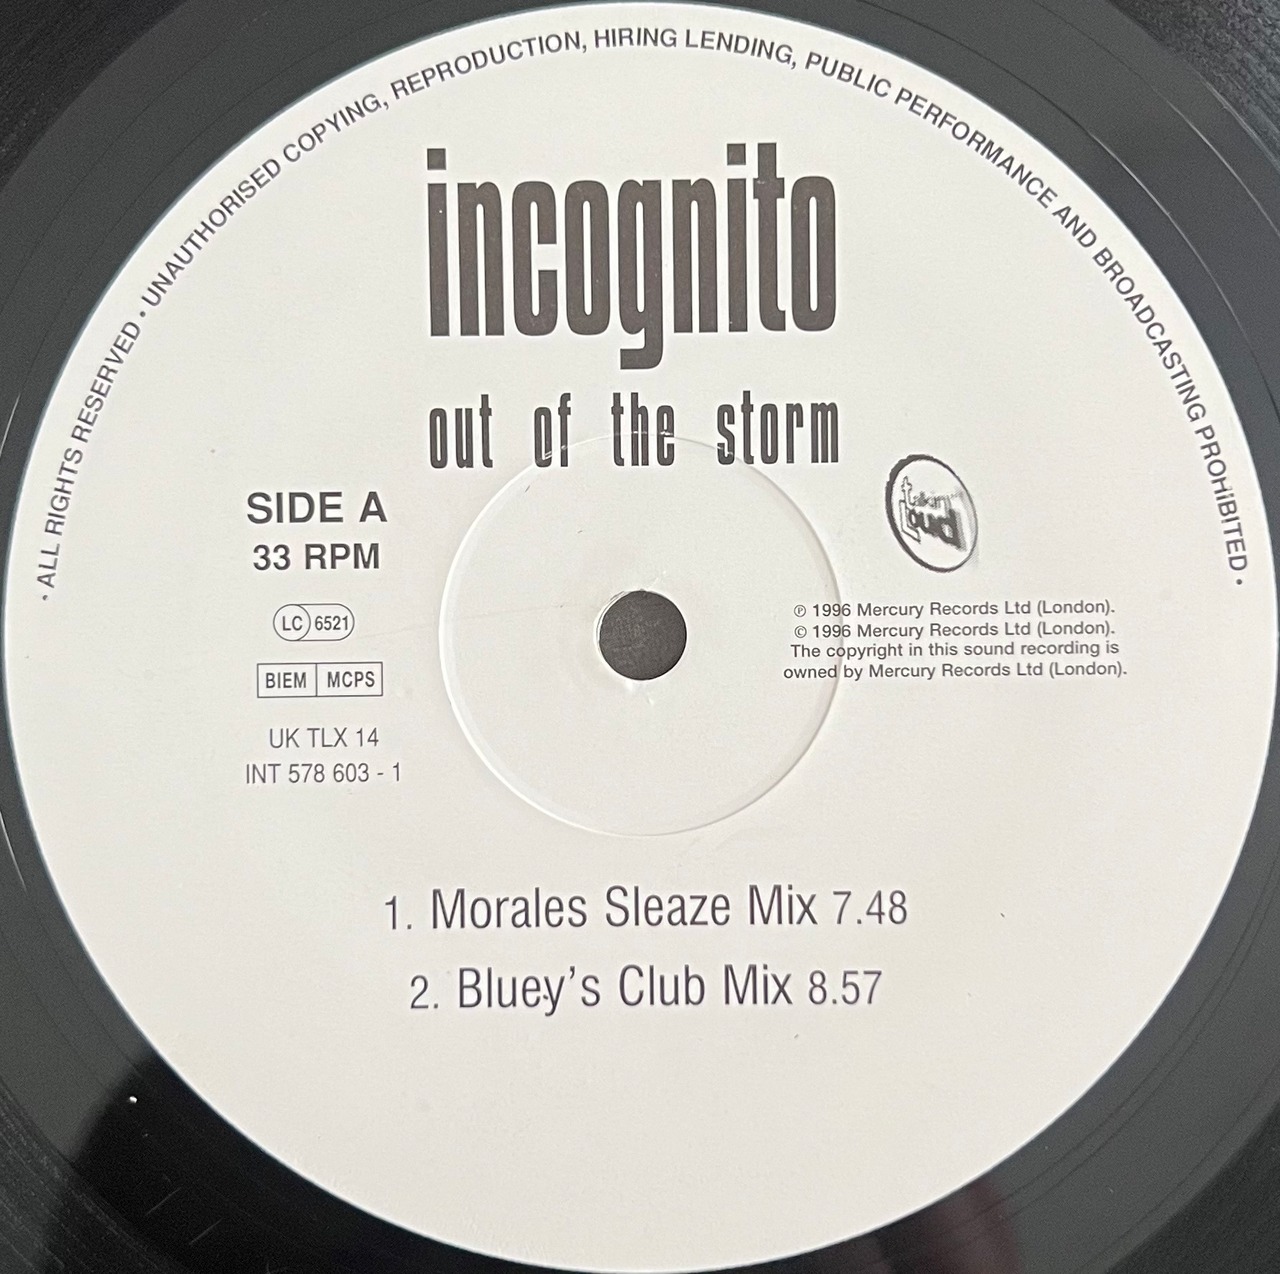 · ALL RIGHTS RESERVED · UNAUTHORISED COPYING, REPRODUCTION, HIRING LENDING, PUBLIC PERFORMANCE AND BROADCASTING PROHiBITED ·
incognito
out of the storm
SIDE A
33 RPM
talkin'
loud
LC 6521
BIEM MCPS
℗ 1996 Mercury Records Ltd (London).
© 1996 Mercury Records Ltd (London).
The copyright in this sound recording is
owned by Mercury Records Ltd (London).
UK TLX 14
INT 578 603 - 1
1. Morales Sleaze Mix 7.48
2. Bluey's Club Mix 8.57